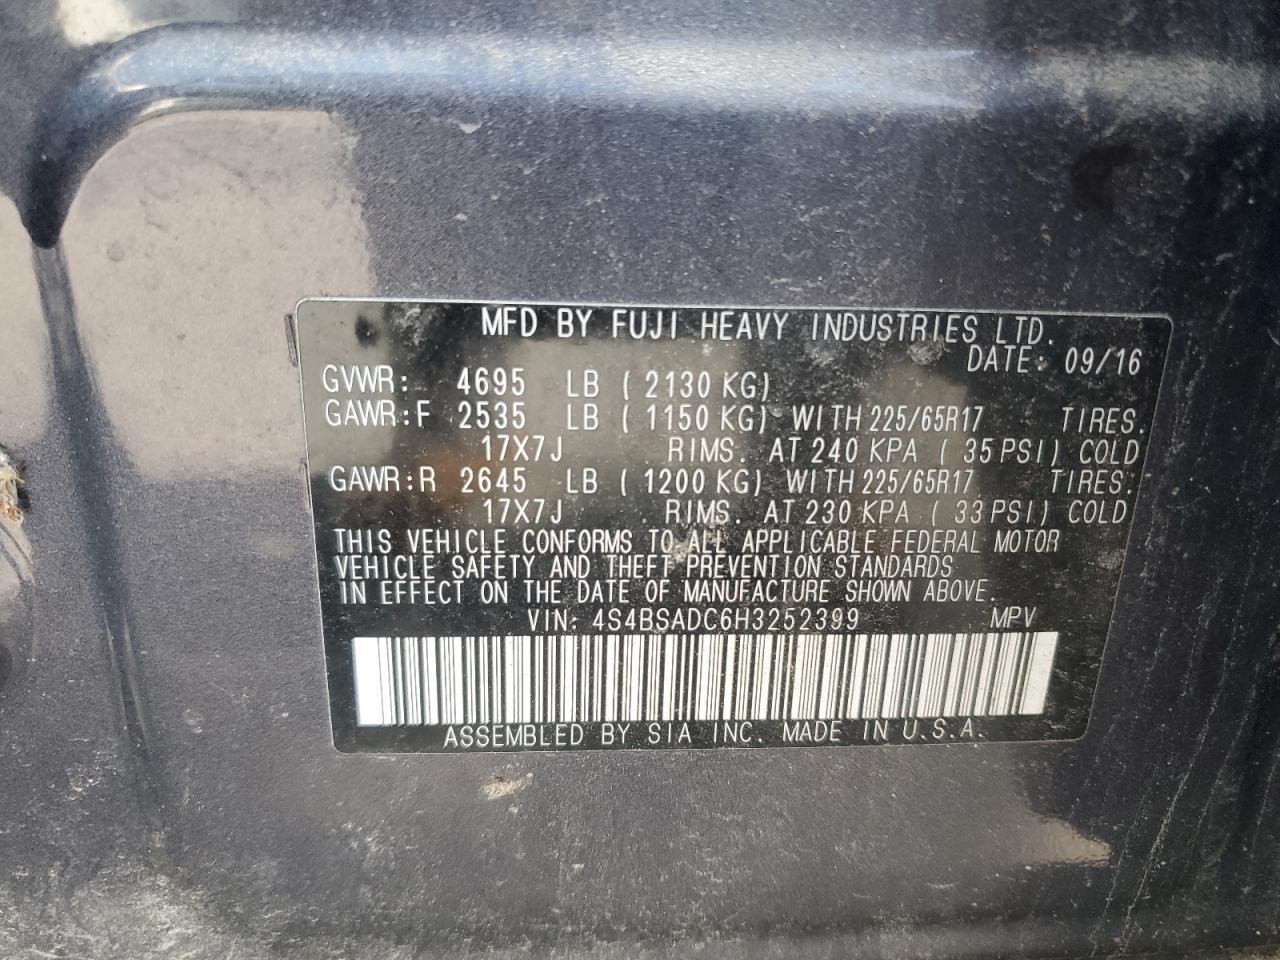 MFD BY FUJI HEAVY INDUSTRIES LTD.
DATE: 09/16
GVWR: 4695 LB ( 2130 KG)
GAWR:F 2535 LB ( 1150 KG) WITH 225/65R17 TIRES.
17X7J RIMS. AT 240 KPA ( 35 PSI) COLD
GAWR:R 2645 LB ( 1200 KG) WITH 225/65R17 TIRES.
17X7J RIMS. AT 230 KPA ( 33 PSI) COLD
THIS VEHICLE CONFORMS TO ALL APPLICABLE FEDERAL MOTOR
VEHICLE SAFETY AND THEFT PREVENTION STANDARDS
IN EFFECT ON THE DATE OF MANUFACTURE SHOWN ABOVE.
VIN: 4S4BSADC6H3252399 MPV
ASSEMBLED BY SIA INC. MADE IN U.S.A.